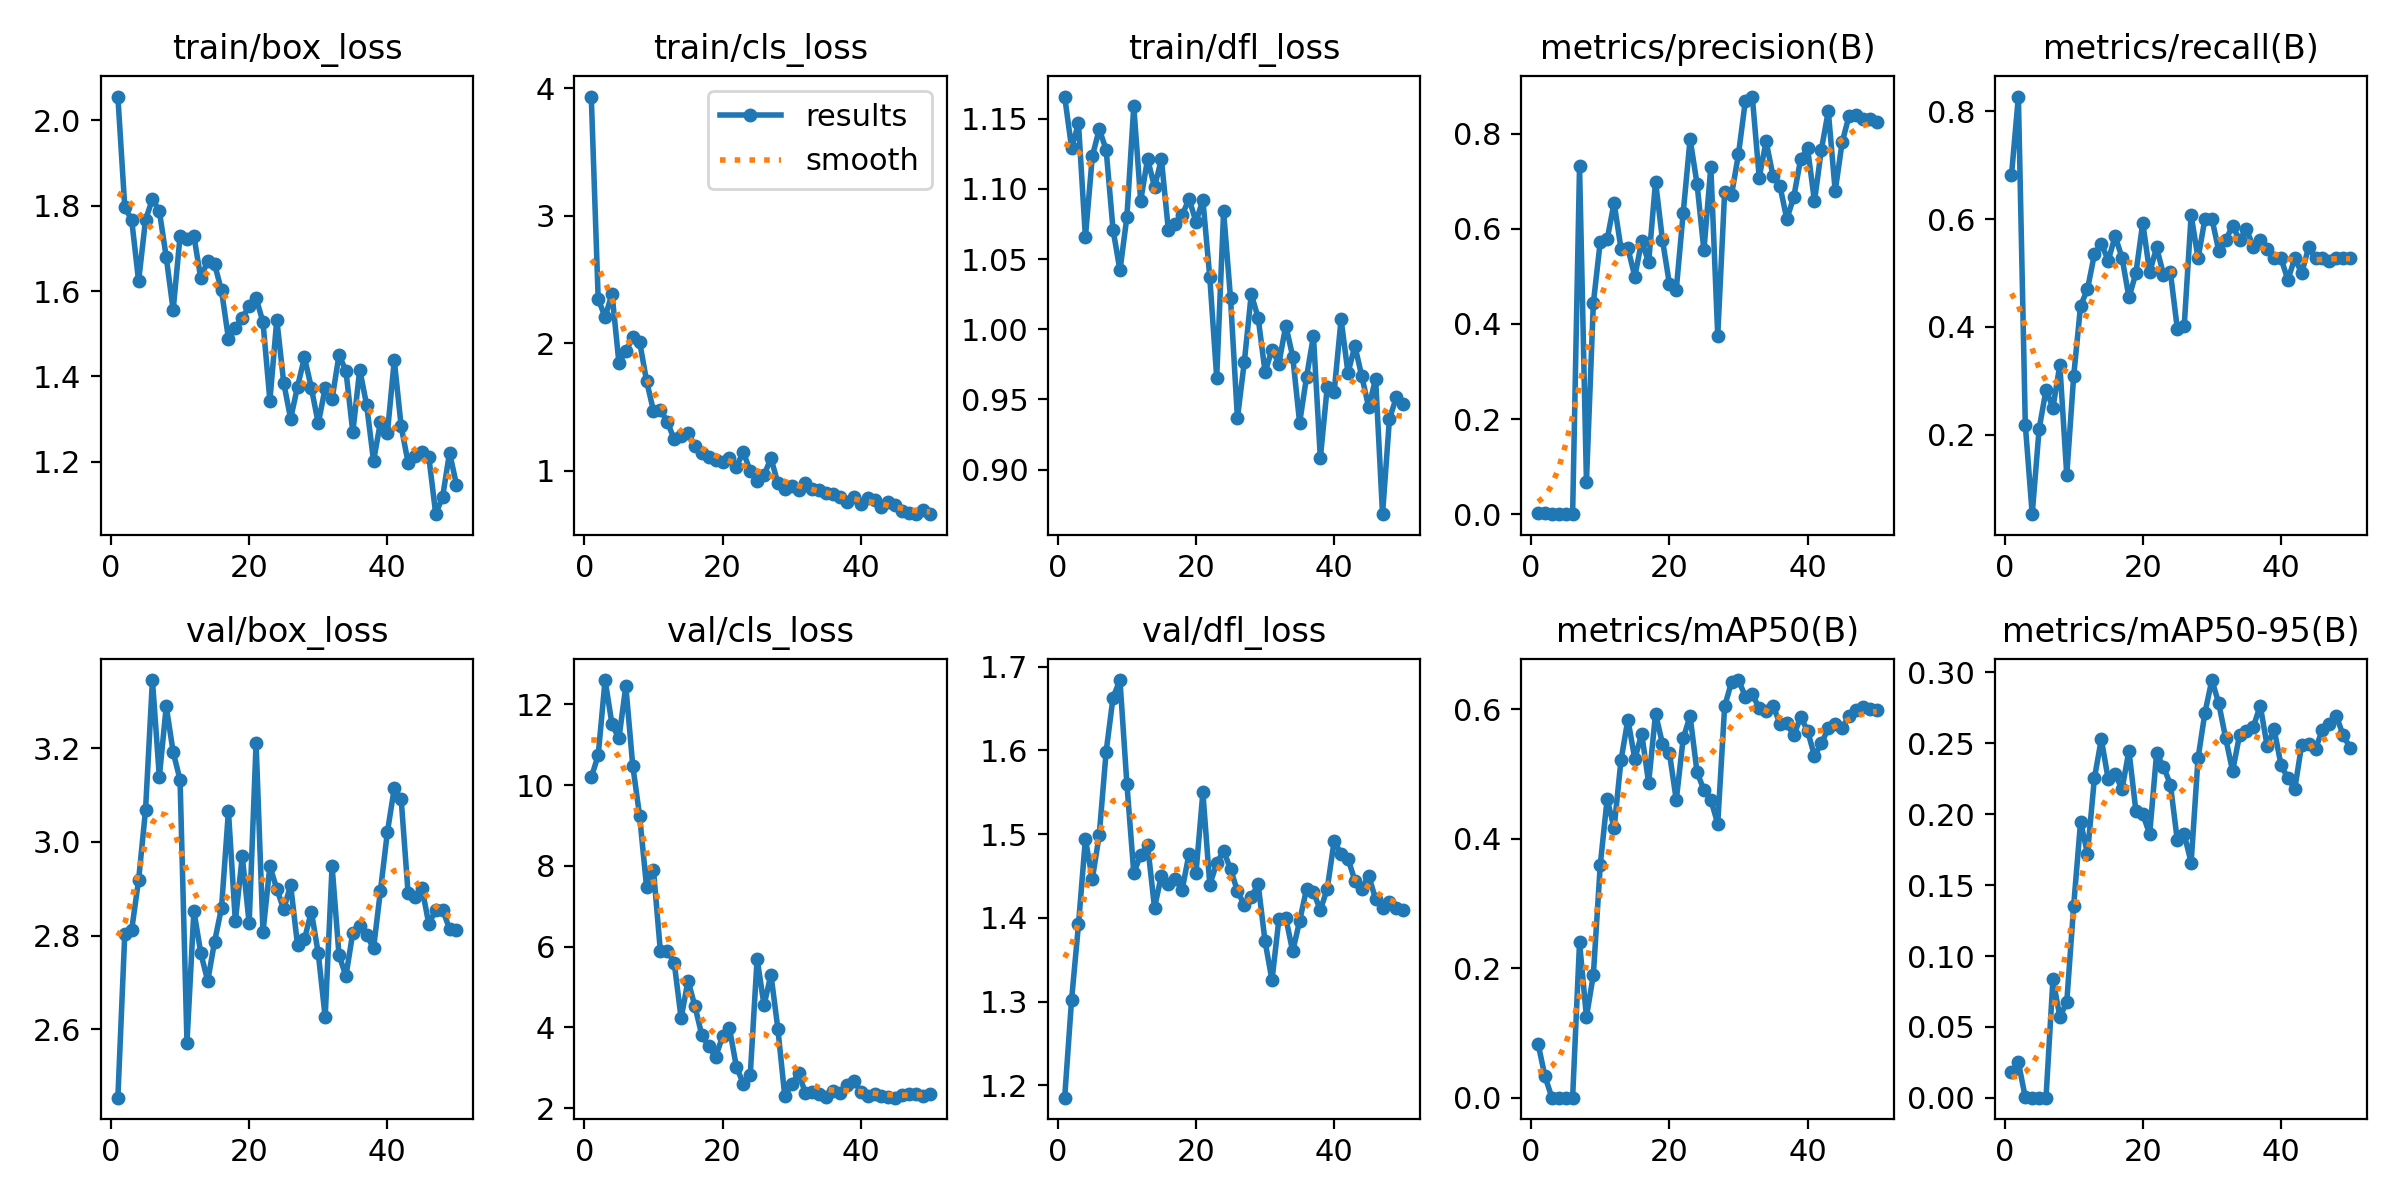 train/box_loss
2.0
1.8
1.6
1.4
1.2
0 20 40
train/cls_loss
results
smooth
4
3
2
1
0 20 40
train/dfl_loss
1.15
1.10
1.05
1.00
0.95
0.90
0 20 40
metrics/precision(B)
0.8
0.6
0.4
0.2
0.0
0 20 40
metrics/recall(B)
0.8
0.6
0.4
0.2
0 20 40
val/box_loss
3.2
3.0
2.8
2.6
0 20 40
val/cls_loss
12
10
8
6
4
2
0 20 40
val/dfl_loss
1.7
1.6
1.5
1.4
1.3
1.2
0 20 40
metrics/mAP50(B)
0.6
0.4
0.2
0.0
0 20 40
metrics/mAP50-95(B)
0.30
0.25
0.20
0.15
0.10
0.05
0.00
0 20 40